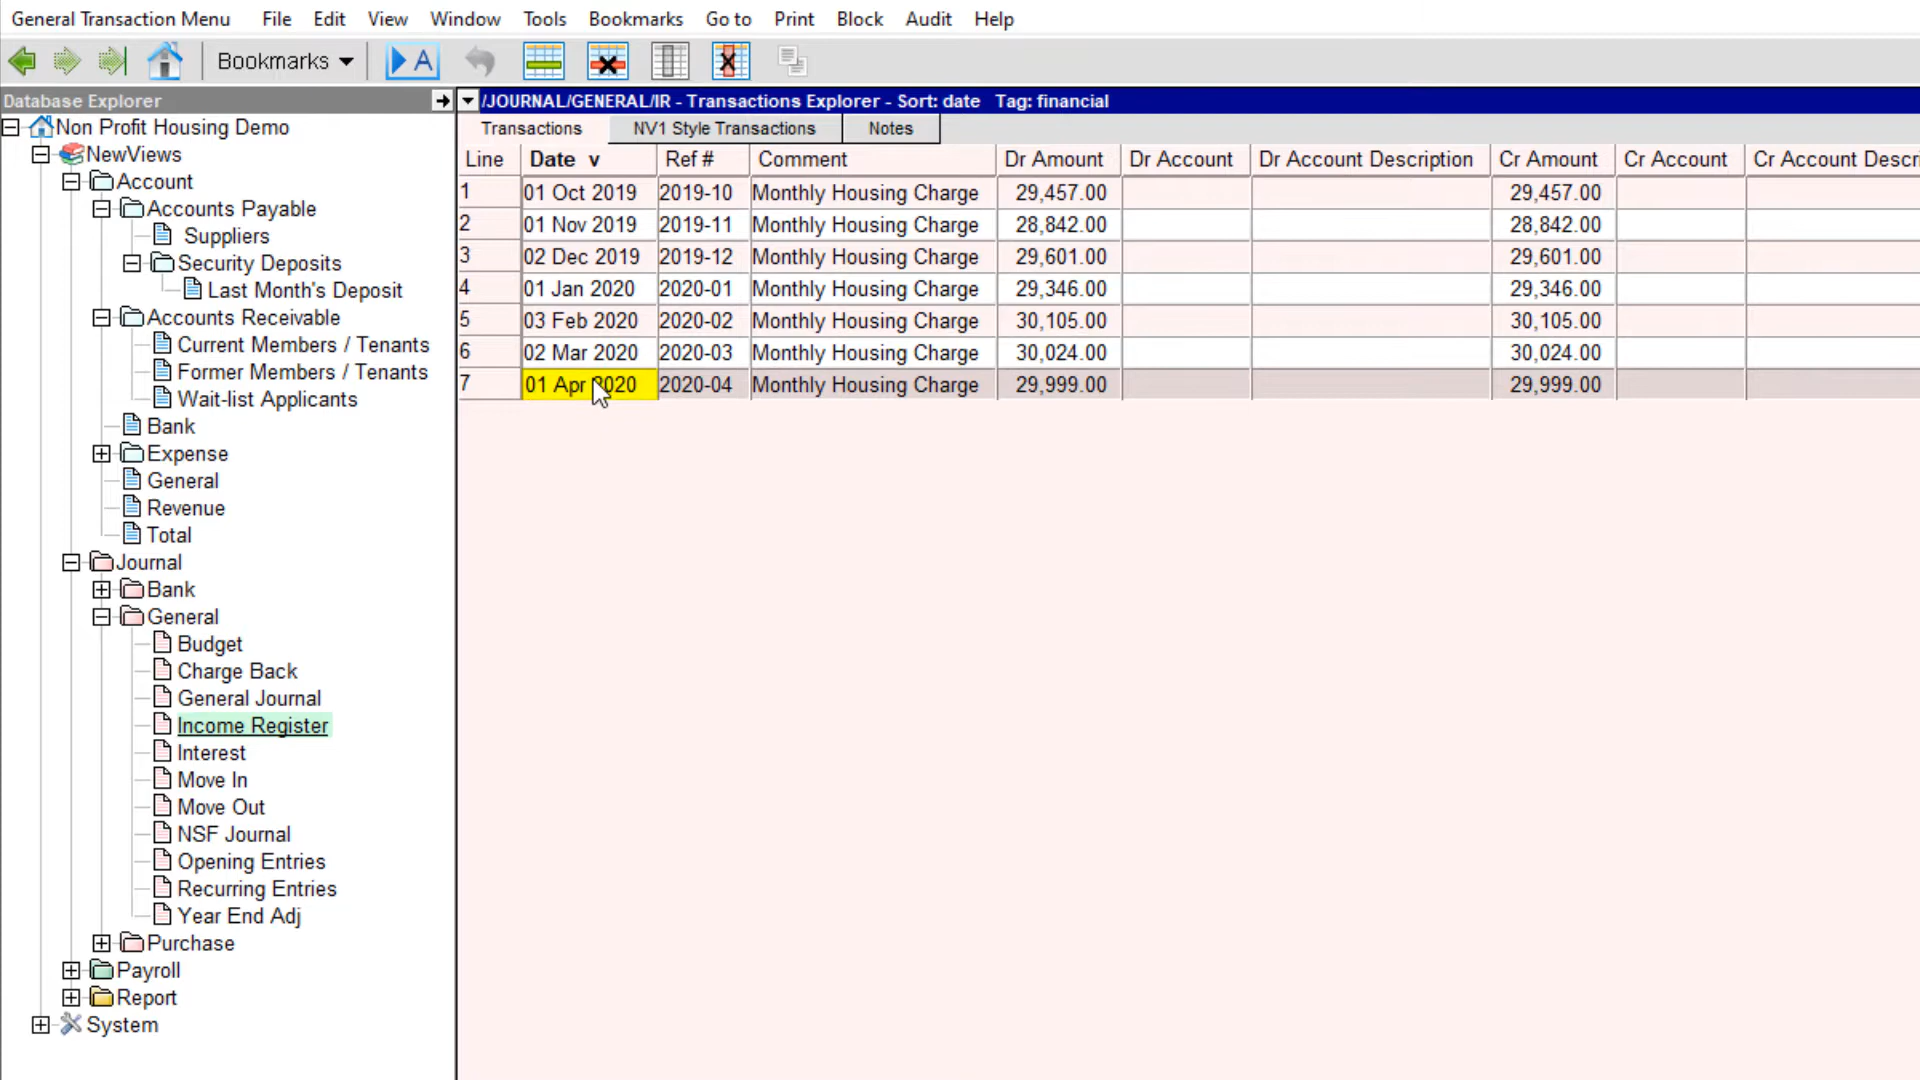 General Transaction Menu File Edit View Window Tools Bookmarks Go to Print Block Audit Help
Bookmarks A
Database Explorer
Non Profit Housing Demo
NewViews
Account
Accounts Payable
Suppliers
Security Deposits
Last Month's Deposit
Accounts Receivable
Current Members / Tenants
Former Members / Tenants
Wait-list Applicants
Bank
Expense
General
Revenue
Total
Journal
Bank
General
Budget
Charge Back
General Journal
Income Register
Interest
Move In
Move Out
NSF Journal
Opening Entries
Recurring Entries
Year End Adj
Purchase
Payroll
Report
System
/JOURNAL/GENERAL/IR - Transactions Explorer - Sort: date Tag: financial
Transactions NV1 Style Transactions Notes
Line Date v Ref # Comment Dr Amount Dr Account Dr Account Description Cr Amount Cr Account Cr Account Descri
1 01 Oct 2019 2019-10 Monthly Housing Charge 29,457.00 29,457.00
2 01 Nov 2019 2019-11 Monthly Housing Charge 28,842.00 28,842.00
3 02 Dec 2019 2019-12 Monthly Housing Charge 29,601.00 29,601.00
4 01 Jan 2020 2020-01 Monthly Housing Charge 29,346.00 29,346.00
5 03 Feb 2020 2020-02 Monthly Housing Charge 30,105.00 30,105.00
6 02 Mar 2020 2020-03 Monthly Housing Charge 30,024.00 30,024.00
7 01 Apr 2020 2020-04 Monthly Housing Charge 29,999.00 29,999.00